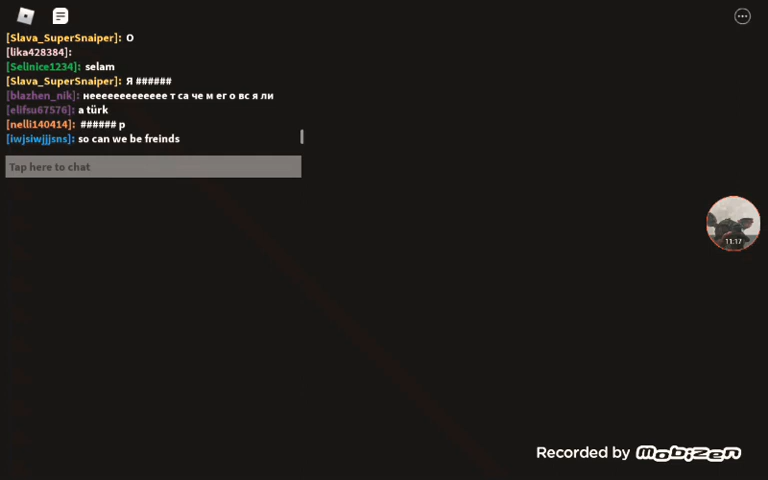 [Slava_SuperSnaiper]: О
[lika428384]:
[Selinice1234]: selam
[Slava_SuperSnaiper]: Я ######
[blazhen_nik]: неееееееееееее т са че м ег о вс я ли
[elifsu67576]: a türk
[nelli140414]: ###### р
[iwjsiwjjjsns]: so can we be freinds
Tap here to chat
11:17
Recorded by Mobizen